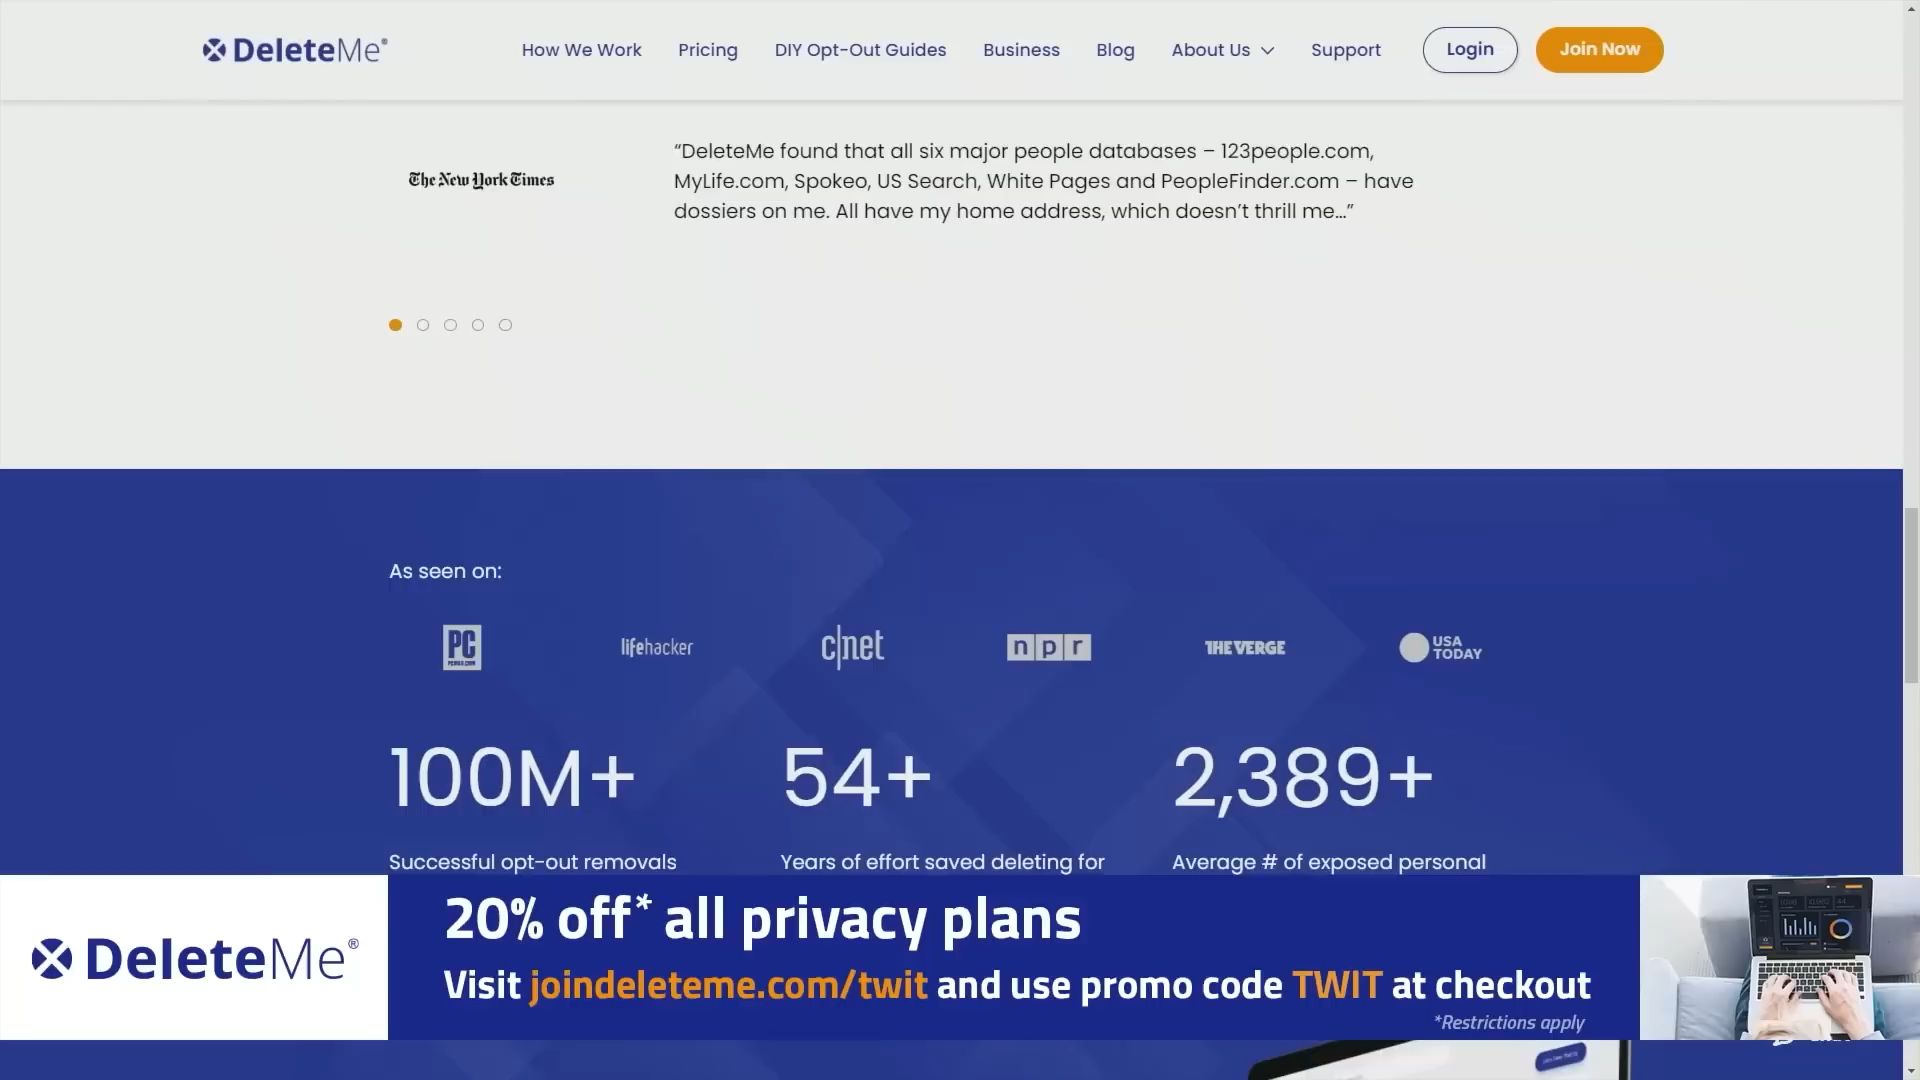 DeleteMe®
How We Work
Pricing
DIY Opt-Out Guides
Business
Blog
About Us
Support
Login
Join Now
The New York Times
“DeleteMe found that all six major people databases – 123people.com,
MyLife.com, Spokeo, US Search, White Pages and PeopleFinder.com – have
dossiers on me. All have my home address, which doesn’t thrill me...”
As seen on:
PC
PCMAG.COM
lifehacker
c|net
npr
THE VERGE
USA
TODAY
100M+
54+
2,389+
Successful opt-out removals
Years of effort saved deleting for
Average # of exposed personal
DeleteMe®
20% off* all privacy plans
Visit joindeleteme.com/twit and use promo code TWIT at checkout
*Restrictions apply